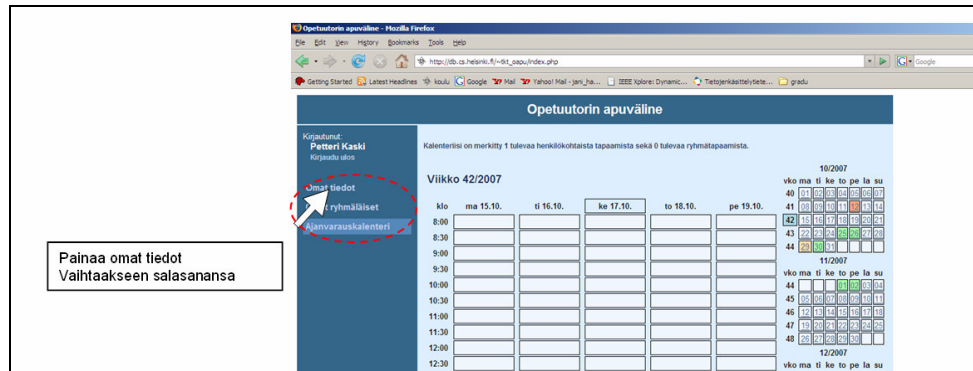 Opetuutorin apuväline - Mozilla Firefox
File Edit View History Bookmarks Tools Help
http://db.cs.helsinki.fi/~tkt_oapu/index.php
Google
Getting Started Latest Headlines koulu Google Mail Yahoo! Mail - jani_ha... IEEE Xplore: Dynamic... Tietojenkäsittelytiete... gradu
Opetuutorin apuväline
Kirjautunut:
Petteri Kaski
Kirjaudu ulos
Omat tiedot
ryhmäläiset
Ajanvarauskalenteri
Painaa omat tiedot
Vaihtaakseen salasanansa
Kalenteriisi on merkitty 1 tulevaa henkilökohtaista tapaamista sekä 0 tulevaa ryhmätapaamista.
Viikko 42/2007
klo ma 15.10. ti 16.10. ke 17.10. to 18.10. pe 19.10.
8:00
8:30
9:00
9:30
10:00
10:30
11:00
11:30
12:00
12:30
10/2007
vko ma ti ke to pe la su
40 01 02 03 04 05 06 07
41 08 09 10 11 12 13 14
42 15 16 17 18 19 20 21
43 22 23 24 25 26 27 28
44 29 30 31
11/2007
vko ma ti ke to pe la su
44 01 02 03 04
45 05 06 07 08 09 10 11
46 12 13 14 15 16 17 18
47 19 20 21 22 23 24 25
48 26 27 28 29 30
12/2007
vko ma ti ke to pe la su